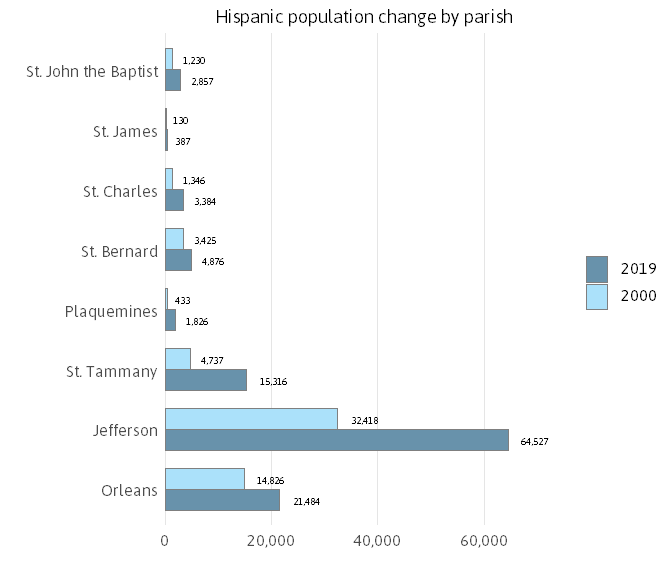 Hispanic population change by parish
St. John the Baptist
1,230
2,857
St. James
130
387
St. Charles
1,346
3,384
St. Bernard
3,425
4,876
Plaquemines
433
1,826
St. Tammany
4,737
15,316
Jefferson
32,418
64,527
Orleans
14,826
21,484
0 20,000 40,000 60,000
2019
2000